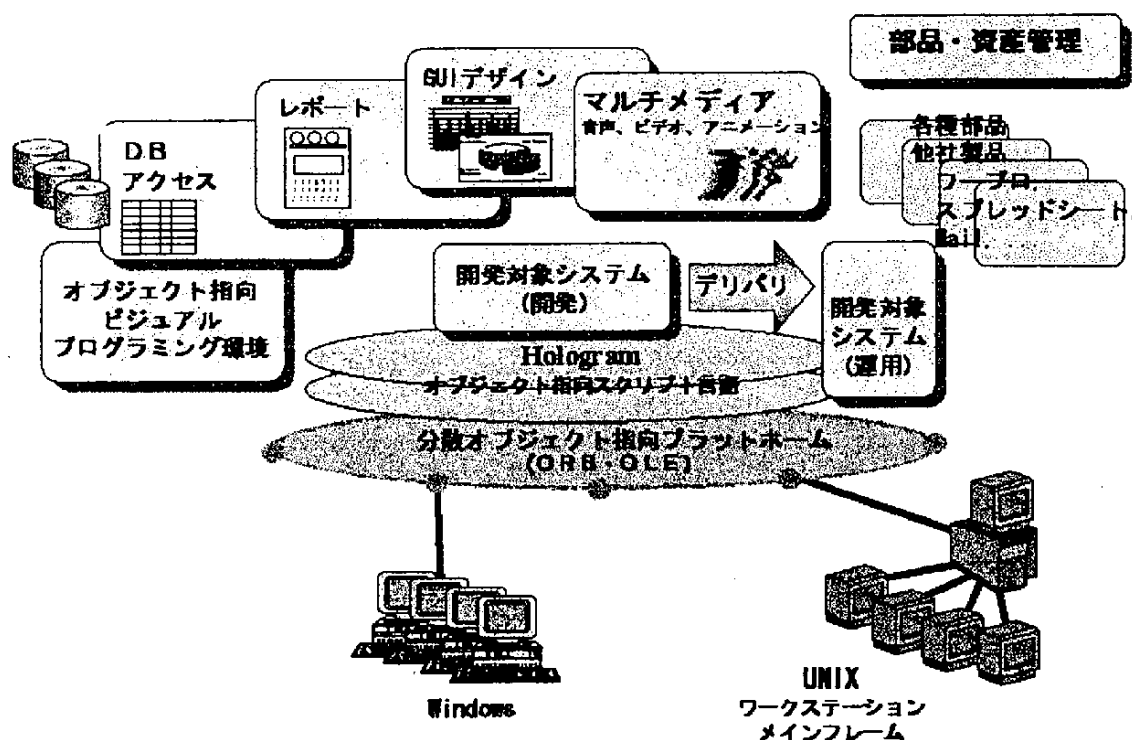 部品・資産管理
GUIデザイン
マルチメディア
音声、ビデオ、アニメーション
レポート
DB
アクセス
各種部品
他社製品
ワープロ.
スプレッドシート
Mail. . .
オブジェクト指向
ビジュアル
プログラミング環境
開発対象システム
(開発)
デリバリ
開発対象
システム
(運用)
Hologram
オブジェクト指向スクリプト言語
分散オブジェクト指向プラットホーム
(ORB・OLE)
Windows
UNIX
ワークステーション
メインフレーム